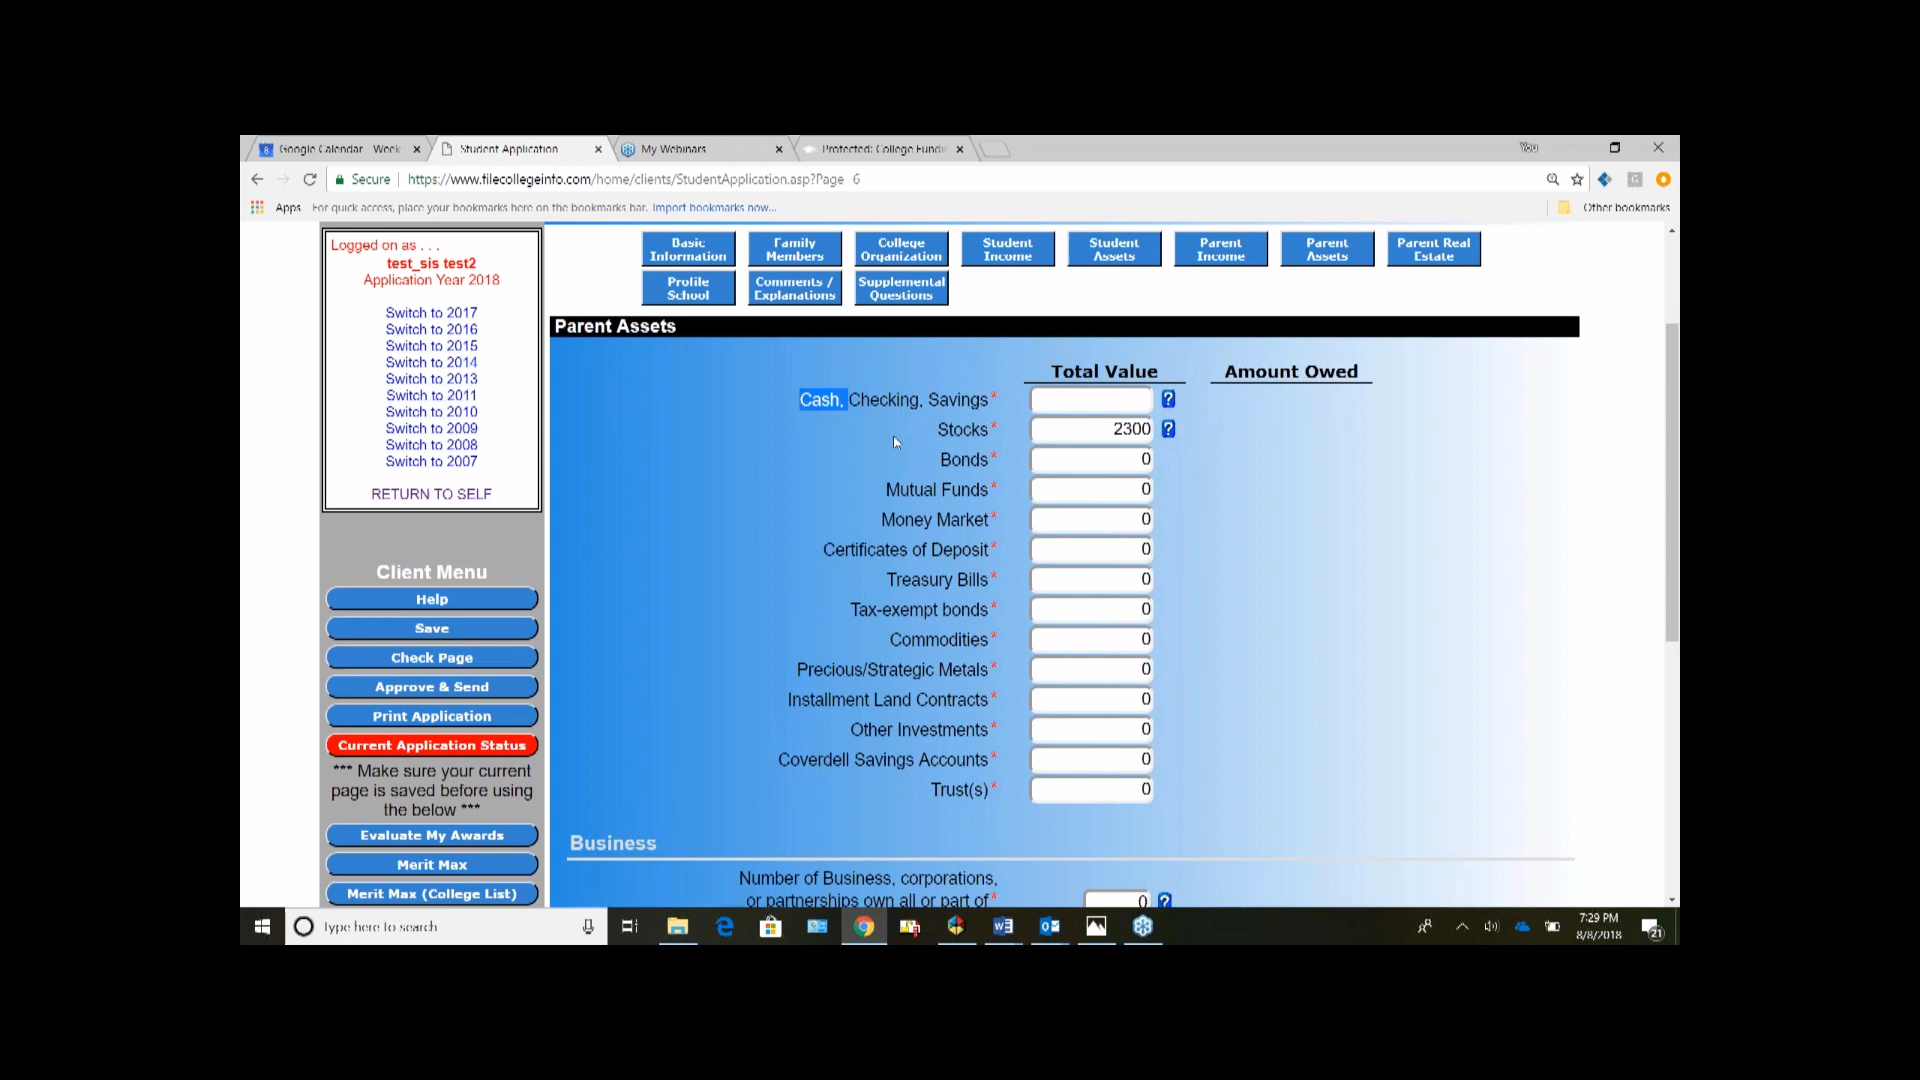 Google Calendar Week
Student Application
My Webinars
Protected: College Fundi
You
Secure
https://www.filecollegeinfo.com/home/clients/StudentApplication.asp?Page 6
Apps
For quick access, place your bookmarks here on the bookmarks bar. Import bookmarks now...
Other bookmarks
Logged on as . . .
test_sis test2
Application Year 2018
Switch to 2017
Switch to 2016
Switch to 2015
Switch to 2014
Switch to 2013
Switch to 2011
Switch to 2010
Switch to 2009
Switch to 2008
Switch to 2007
RETURN TO SELF
Client Menu
Help
Save
Check Page
Approve & Send
Print Application
Current Application Status
*** Make sure your current
page is saved before using
the below ***
Evaluate My Awards
Merit Max
Merit Max (College List)
Basic
Information
Family
Members
College
Organization
Student
Income
Student
Assets
Parent
Income
Parent
Assets
Parent Real
Estate
Profile
School
Comments /
Explanations
Supplemental
Questions
Parent Assets
Total Value
Amount Owed
Cash, Checking, Savings* ?
Stocks* 2300 ?
Bonds* 0
Mutual Funds* 0
Money Market* 0
Certificates of Deposit* 0
Treasury Bills* 0
Tax-exempt bonds* 0
Commodities* 0
Precious/Strategic Metals* 0
Installment Land Contracts* 0
Other Investments* 0
Coverdell Savings Accounts* 0
Trust(s)* 0
Business
Number of Business, corporations,
or partnerships own all or part of* 0 ?
Type here to search
7:29 PM
8/8/2018
21